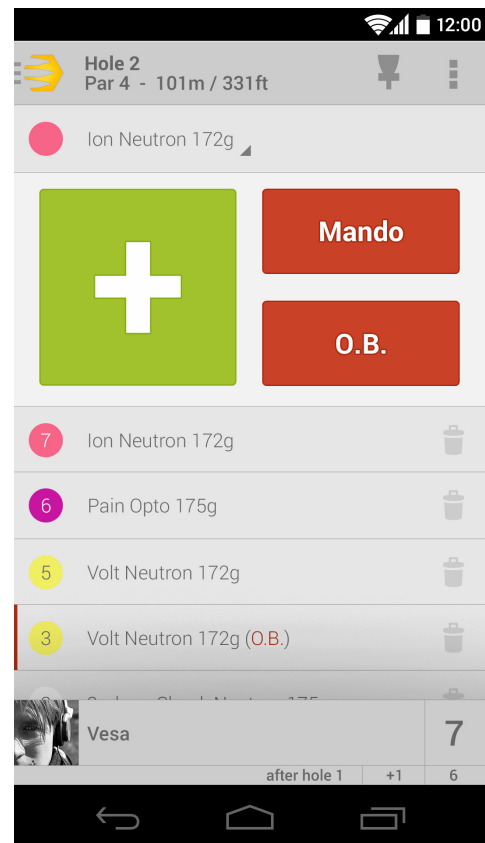 12:00
Hole 2
Par 4 - 101m / 331ft
Ion Neutron 172g
Mando
O.B.
7 Ion Neutron 172g
6 Pain Opto 175g
5 Volt Neutron 172g
3 Volt Neutron 172g (O.B.)
Vesa 7
after hole 1 +1 6